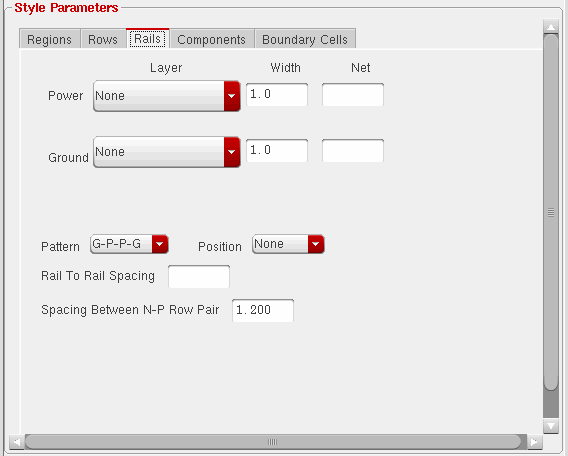 Style Parameters
Regions Rows Rails Components Boundary Cells
Layer Width Net
Power None 1.0
Ground None 1.0
Pattern G-P-P-G Position None
Rail To Rail Spacing
Spacing Between N-P Row Pair 1.200